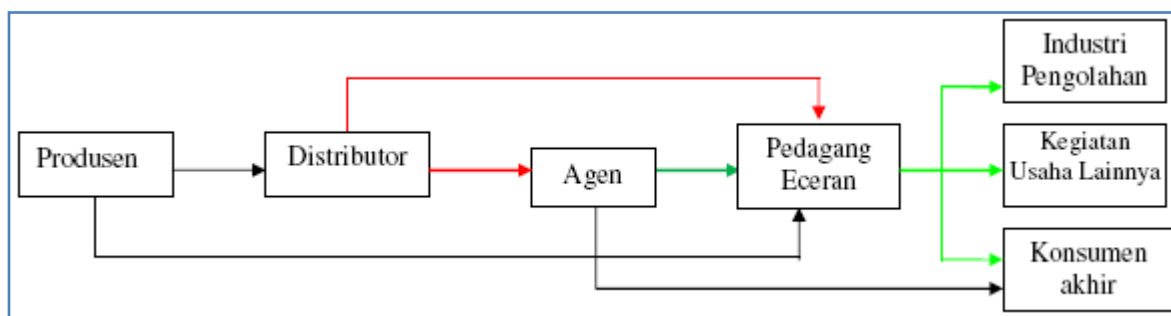 Produsen
Distributor
Agen
Pedagang
Eceran
Industri
Pengolahan
Kegiatan
Usaha Lainnya
Konsumen
akhir